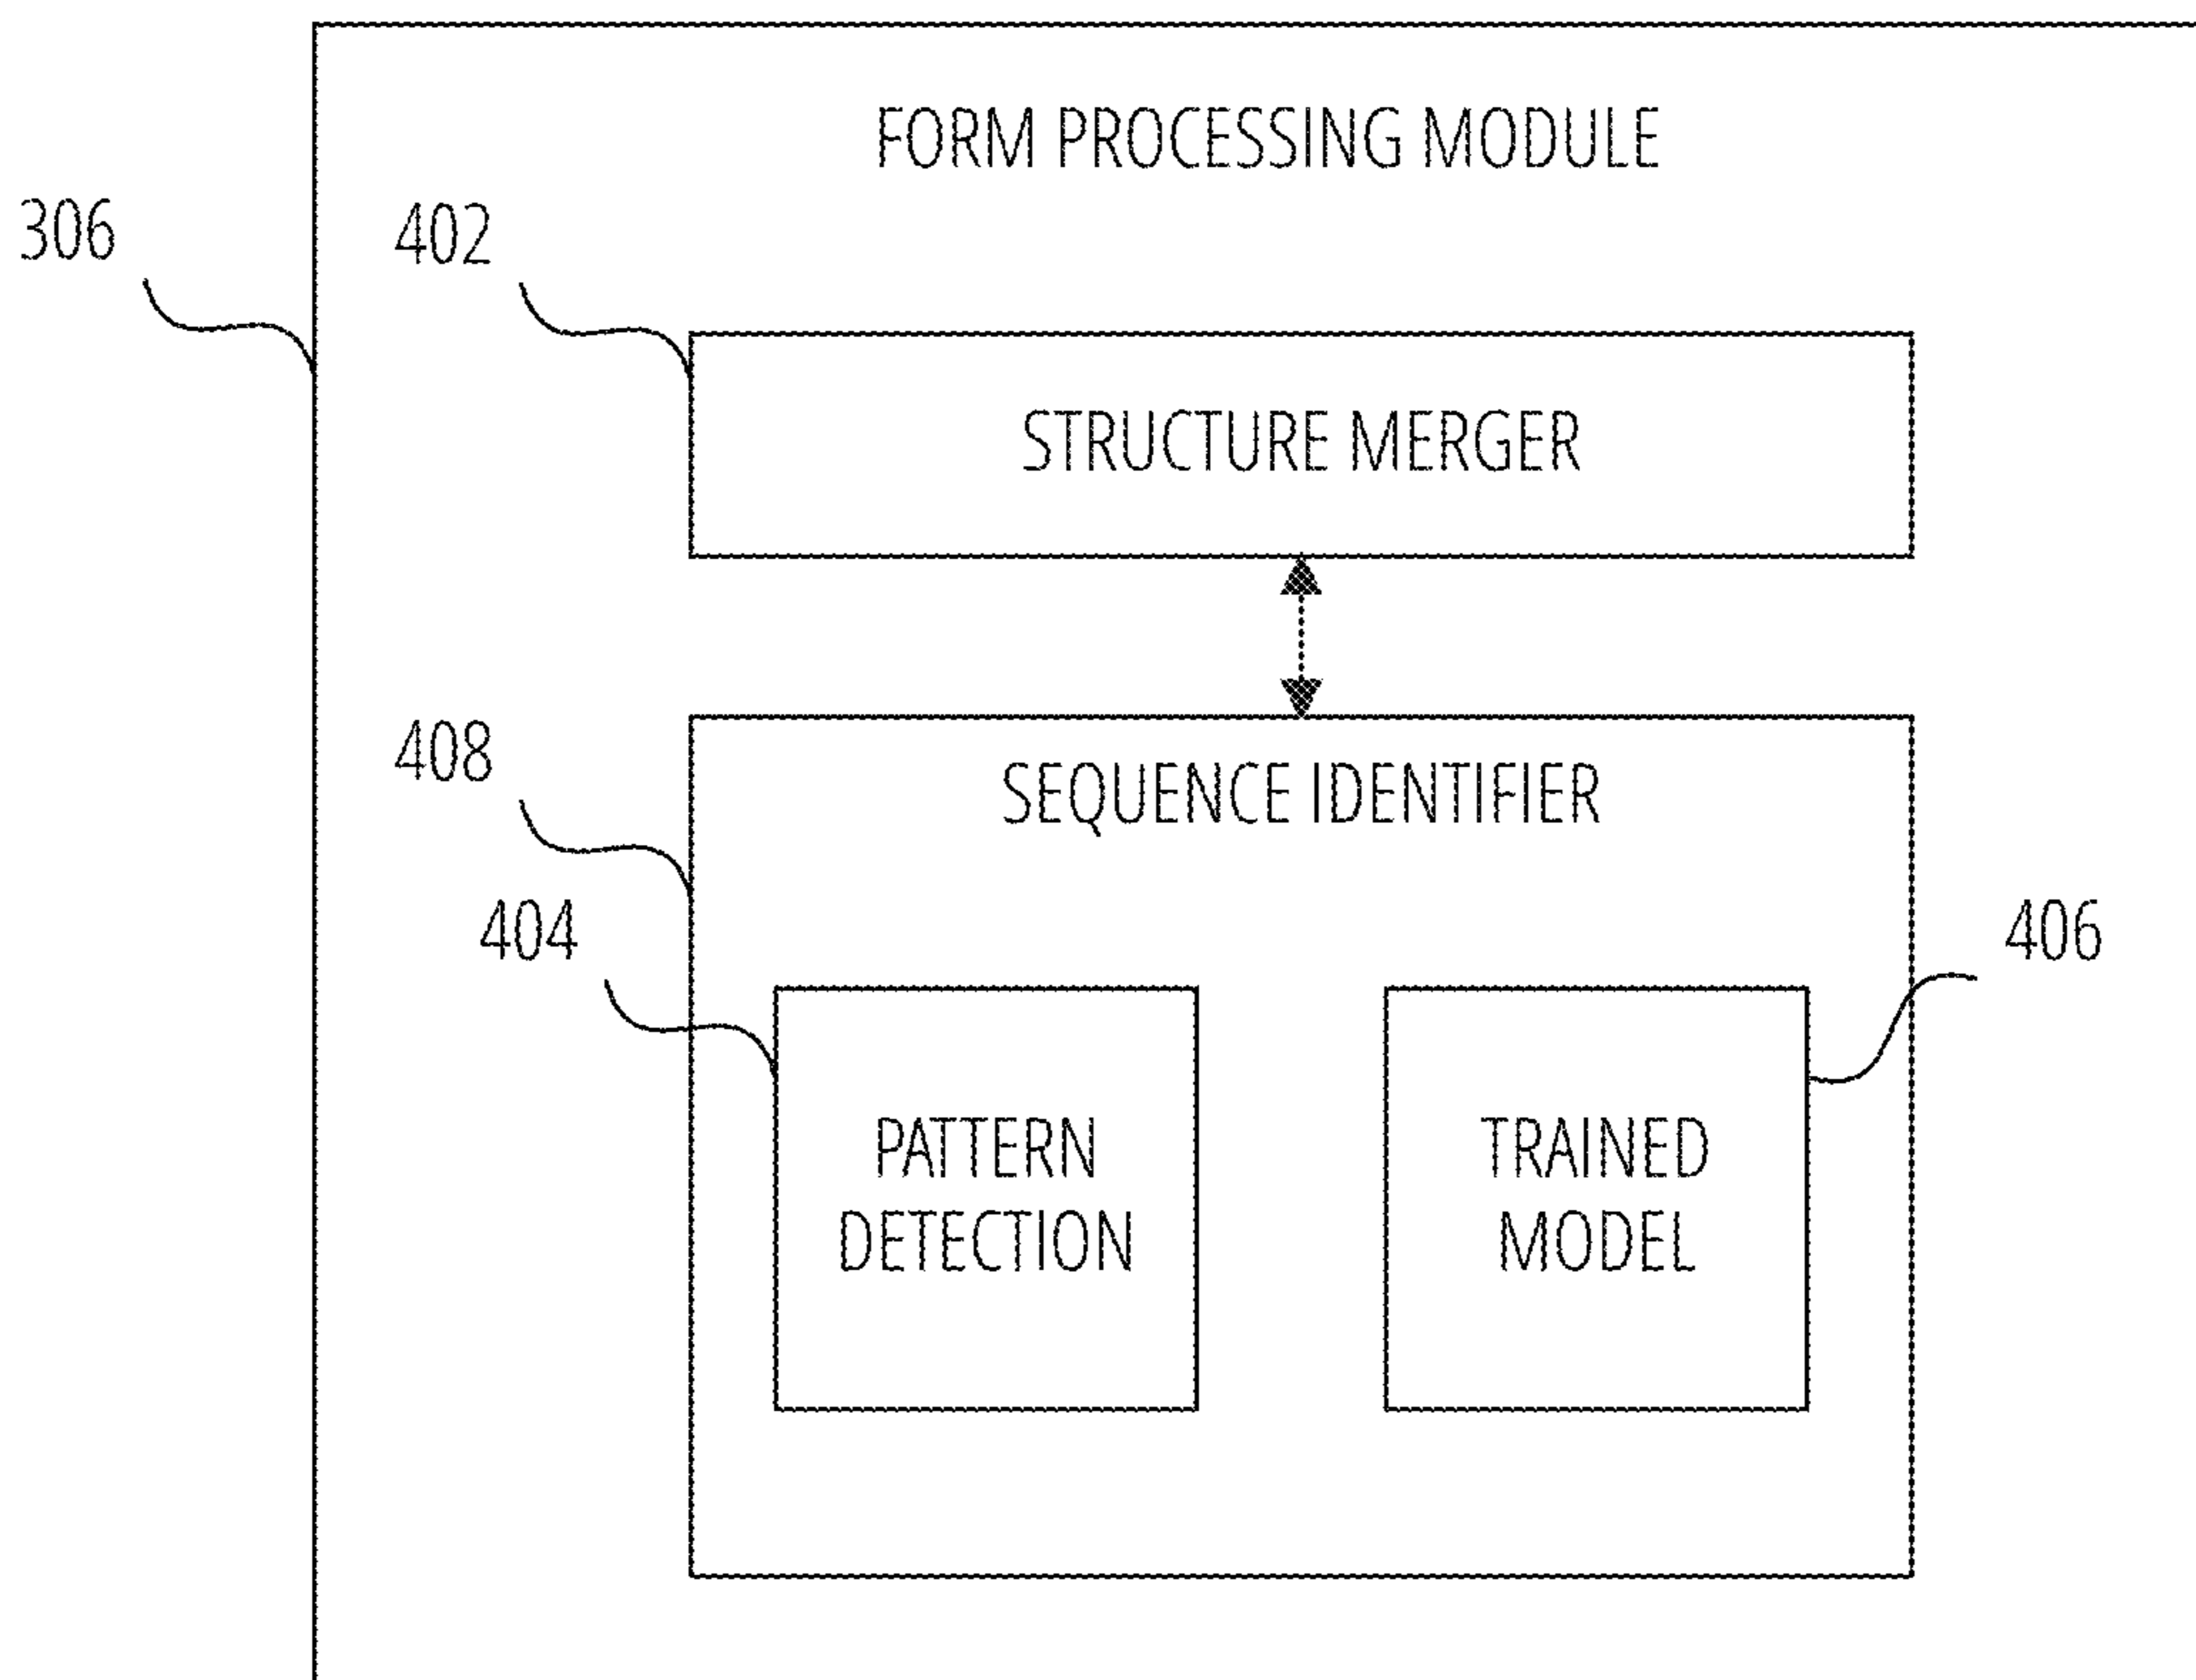 FORM PROCESSING MODULE
306
402
STRUCTURE MERGER
408
SEQUENCE IDENTIFIER
404
406
PATTERN
DETECTION
TRAINED
MODEL